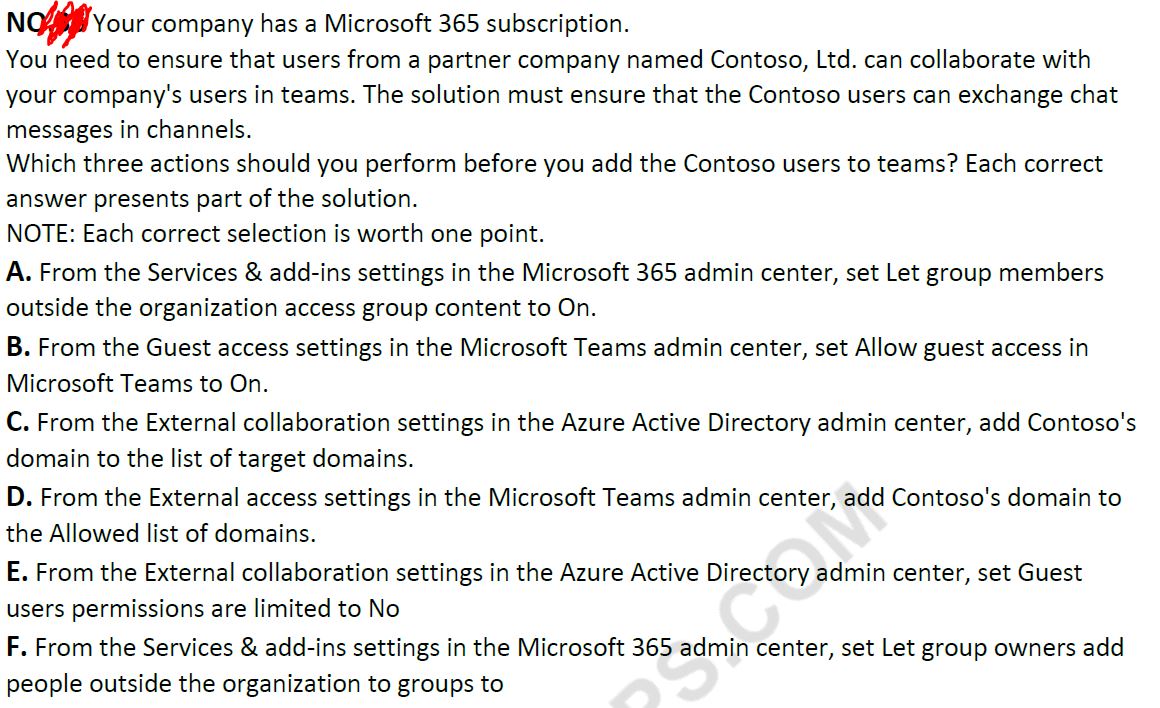 NO Your company has a Microsoft 365 subscription.
You need to ensure that users from a partner company named Contoso, Ltd. can collaborate with
your company's users in teams. The solution must ensure that the Contoso users can exchange chat
messages in channels.
Which three actions should you perform before you add the Contoso users to teams? Each correct
answer presents part of the solution.
NOTE: Each correct selection is worth one point.
A. From the Services & add-ins settings in the Microsoft 365 admin center, set Let group members
outside the organization access group content to On.
B. From the Guest access settings in the Microsoft Teams admin center, set Allow guest access in
Microsoft Teams to On.
C. From the External collaboration settings in the Azure Active Directory admin center, add Contoso's
domain to the list of target domains.
D. From the External access settings in the Microsoft Teams admin center, add Contoso's domain to
the Allowed list of domains.
E. From the External collaboration settings in the Azure Active Directory admin center, set Guest
users permissions are limited to No
F. From the Services & add-ins settings in the Microsoft 365 admin center, set Let group owners add
people outside the organization to groups to
PS.COM